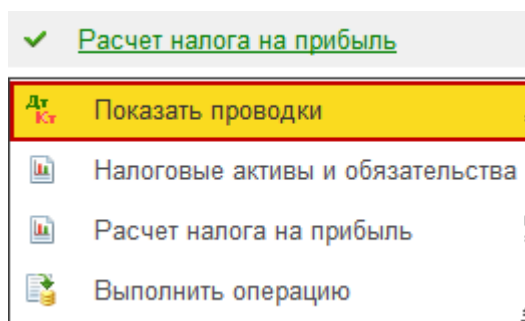 Расчет налога на прибыль
Дт Кт Показать проводки
Налоговые активы и обязательства
Расчет налога на прибыль
Выполнить операцию